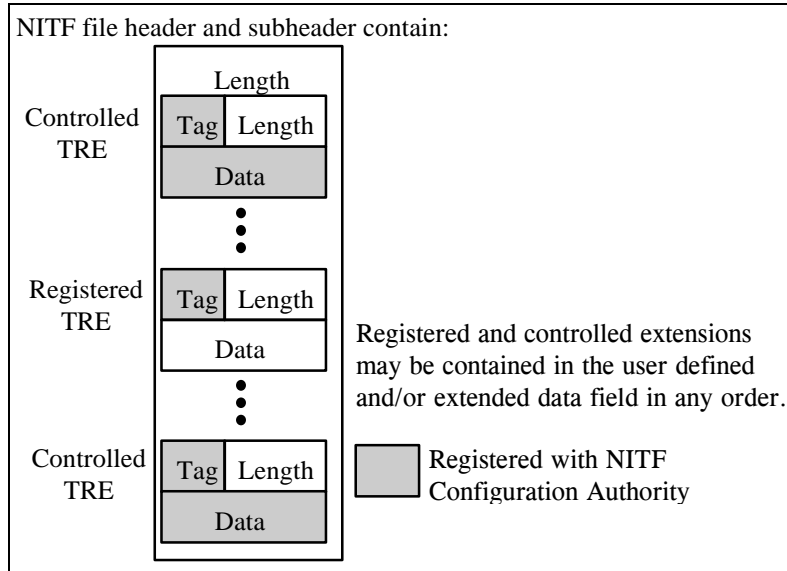 NITF file header and subheader contain:
Length
Controlled
TRE
Tag
Length
Data
Registered
TRE
Tag
Length
Data
Registered and controlled extensions
may be contained in the user defined
and/or extended data field in any order.
Controlled
TRE
Tag
Length
Data
Registered with NITF
Configuration Authority